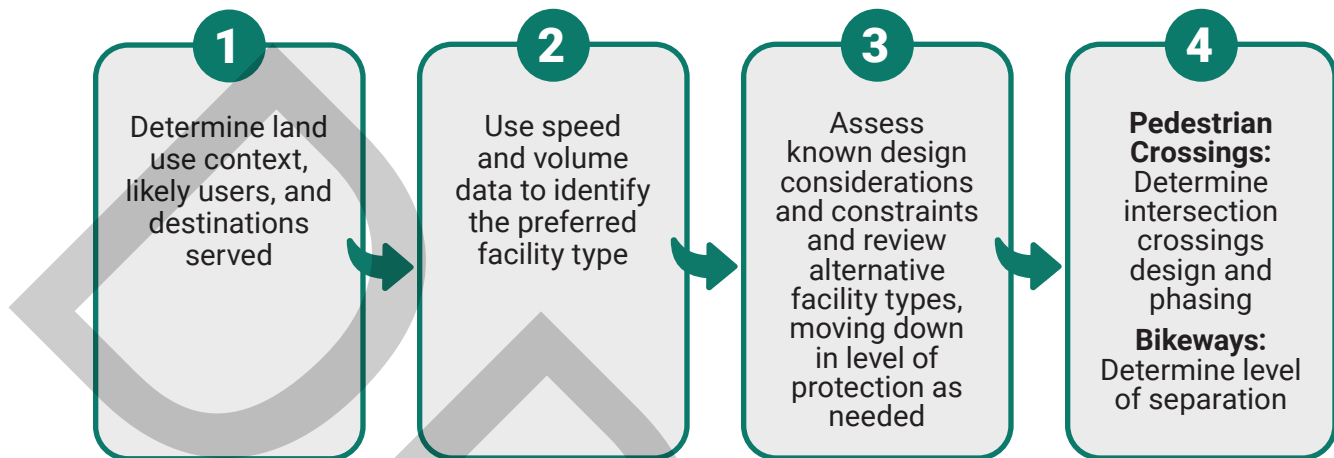 1
Determine land
use context,
likely users, and
destinations
served
2
Use speed
and volume
data to identify
the preferred
facility type
3
Assess
known design
considerations
and constraints
and review
alternative
facility types,
moving down
in level of
protection as
needed
4
Pedestrian
Crossings:
Determine
intersection
crossings
design and
phasing
Bikeways:
Determine level
of separation